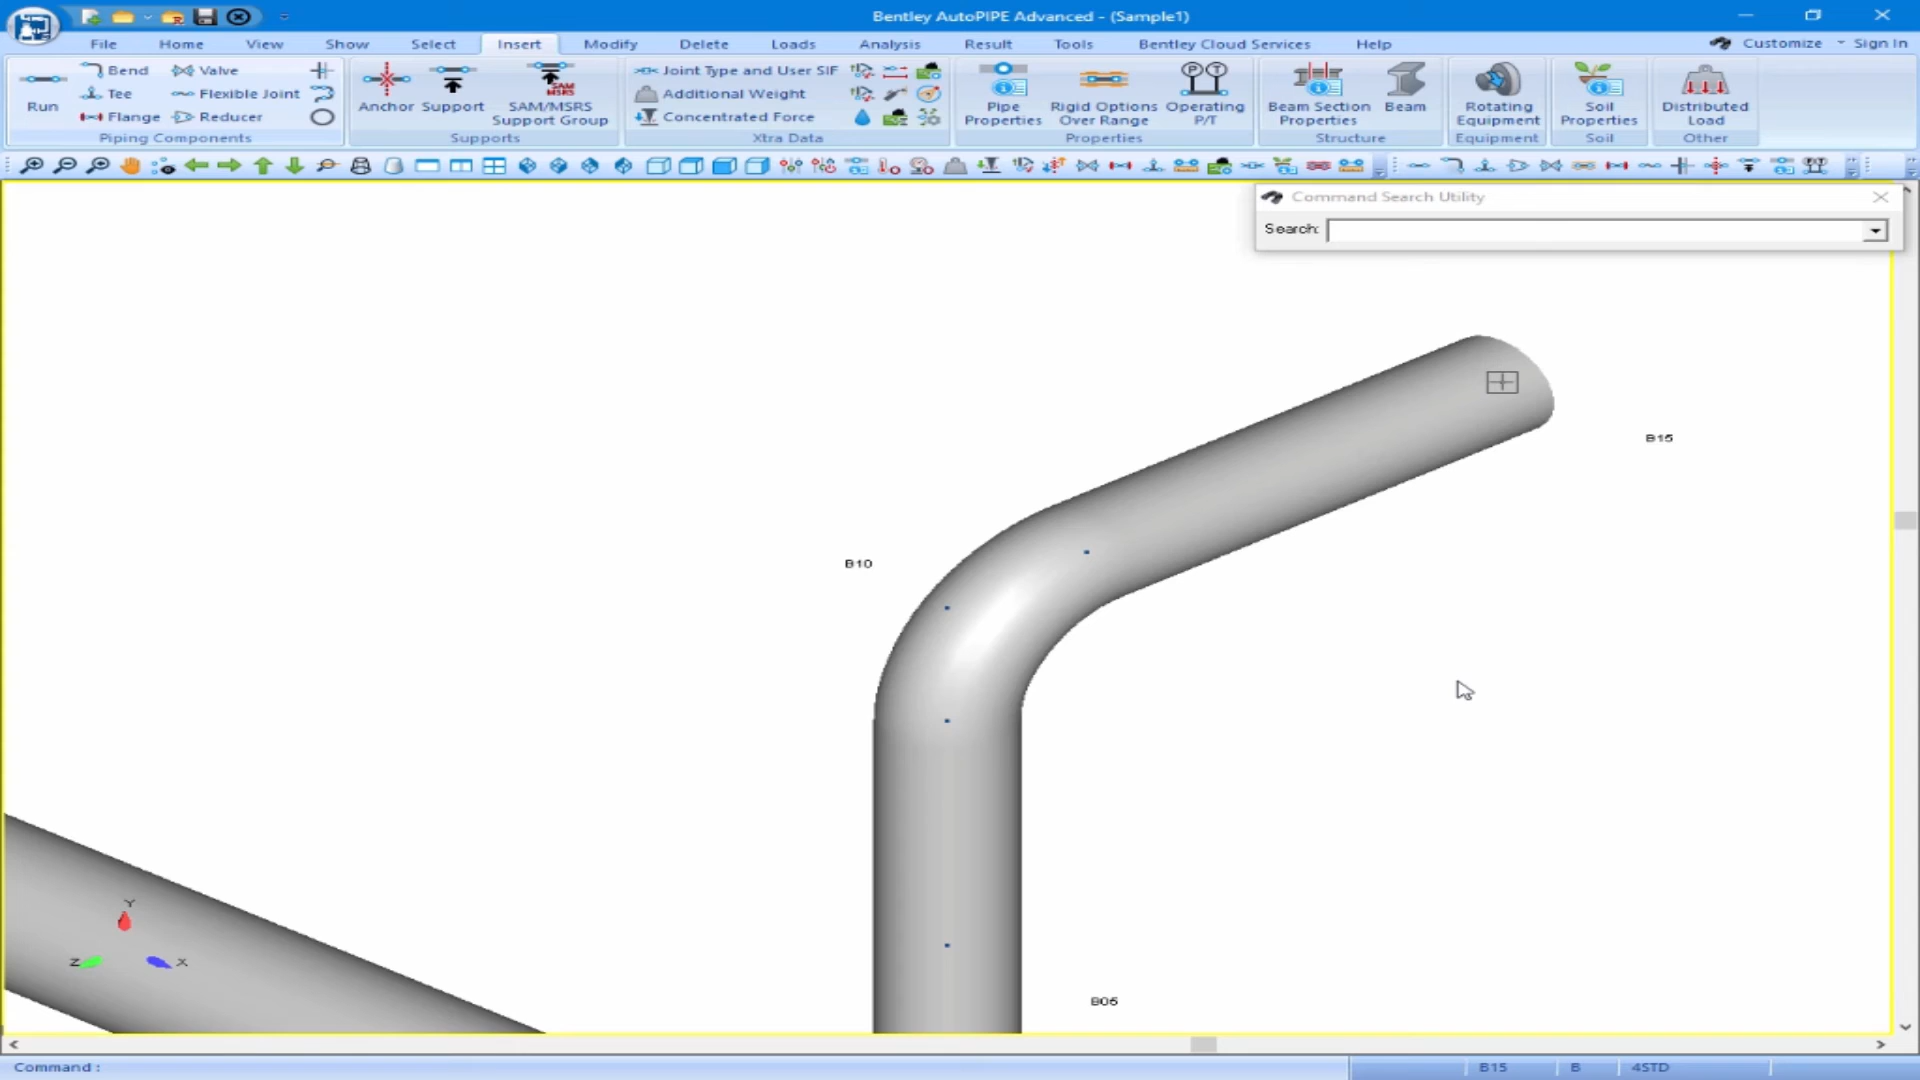 Bentley AutoPIPE Advanced - (Sample1)
File Home View Show Select Insert Modify Delete Loads Analysis Result Tools Bentley Cloud Services Help Customize Sign In
Run
Bend
Tee
Flange
Valve
Flexible Joint
Reducer
Piping Components
Anchor
Support
SAM/MSRS
Support Group
Supports
Joint Type and User SIF
Additional Weight
Concentrated Force
Xtra Data
Pipe
Properties
Rigid Options
Over Range
Operating
P/T
Properties
Beam Section
Properties
Beam
Structure
Rotating
Equipment
Equipment
Soil
Properties
Soil
Distributed
Load
Other
Command Search Utility
Search:
B15
B10
B05
Y
Z
X
Command :
B15 B 4STD